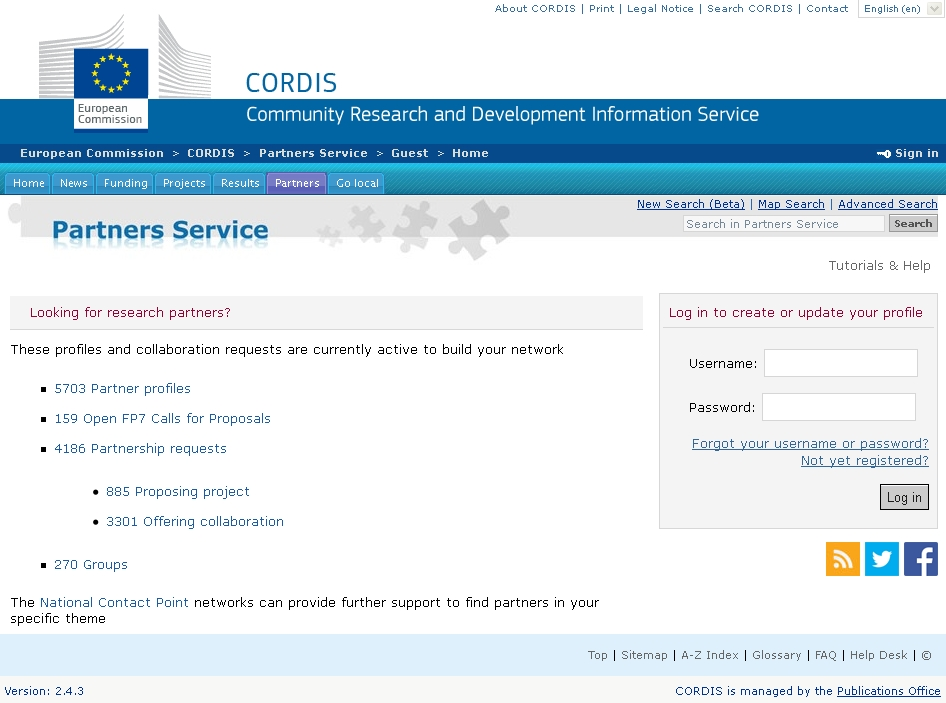 About CORDIS | Print | Legal Notice | Search CORDIS | Contact English (en)
European
Commission
CORDIS
Community Research and Development Information Service
European Commission > CORDIS > Partners Service > Guest > Home
Sign in
Home News Funding Projects Results Partners Go local
New Search (Beta) | Map Search | Advanced Search
Search in Partners Service Search
Partners Service
Tutorials & Help
Looking for research partners?
These profiles and collaboration requests are currently active to build your network
5703 Partner profiles
159 Open FP7 Calls for Proposals
4186 Partnership requests
885 Proposing project
3301 Offering collaboration
270 Groups
The National Contact Point networks can provide further support to find partners in your
specific theme
Log in to create or update your profile
Username:
Password:
Forgot your username or password?
Not yet registered?
Log in
Top | Sitemap | A-Z Index | Glossary | FAQ | Help Desk | ©
Version: 2.4.3
CORDIS is managed by the Publications Office